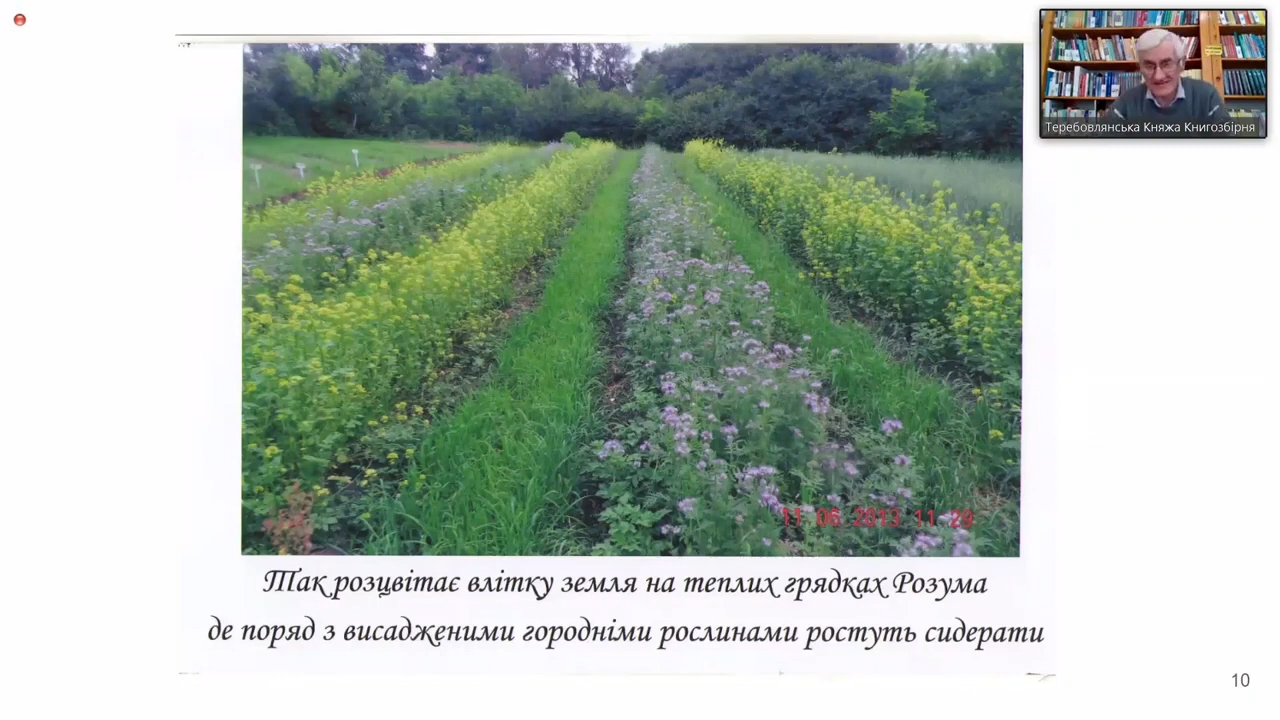 Теребовлянська Княжа Книгозбірня
11 06 2013 11 29
Так розцвітає влітку земля на теплих грядках Розума
де поряд з висадженими городніми рослинами ростуть сидерати
10